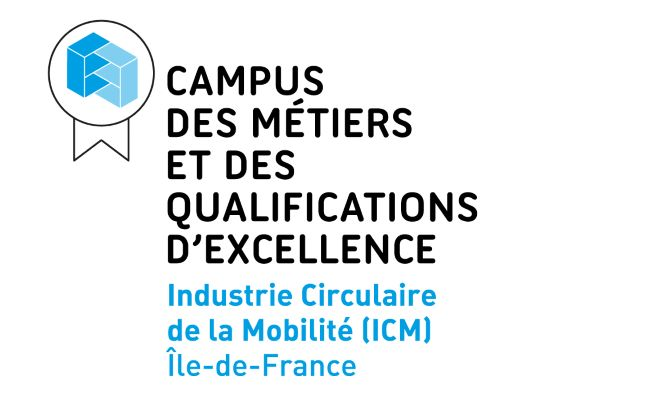 CAMPUS
DES MÉTIERS
ET DES
QUALIFICATIONS
D’EXCELLENCE
Industrie Circulaire
de la Mobilité (ICM)
Île-de-France